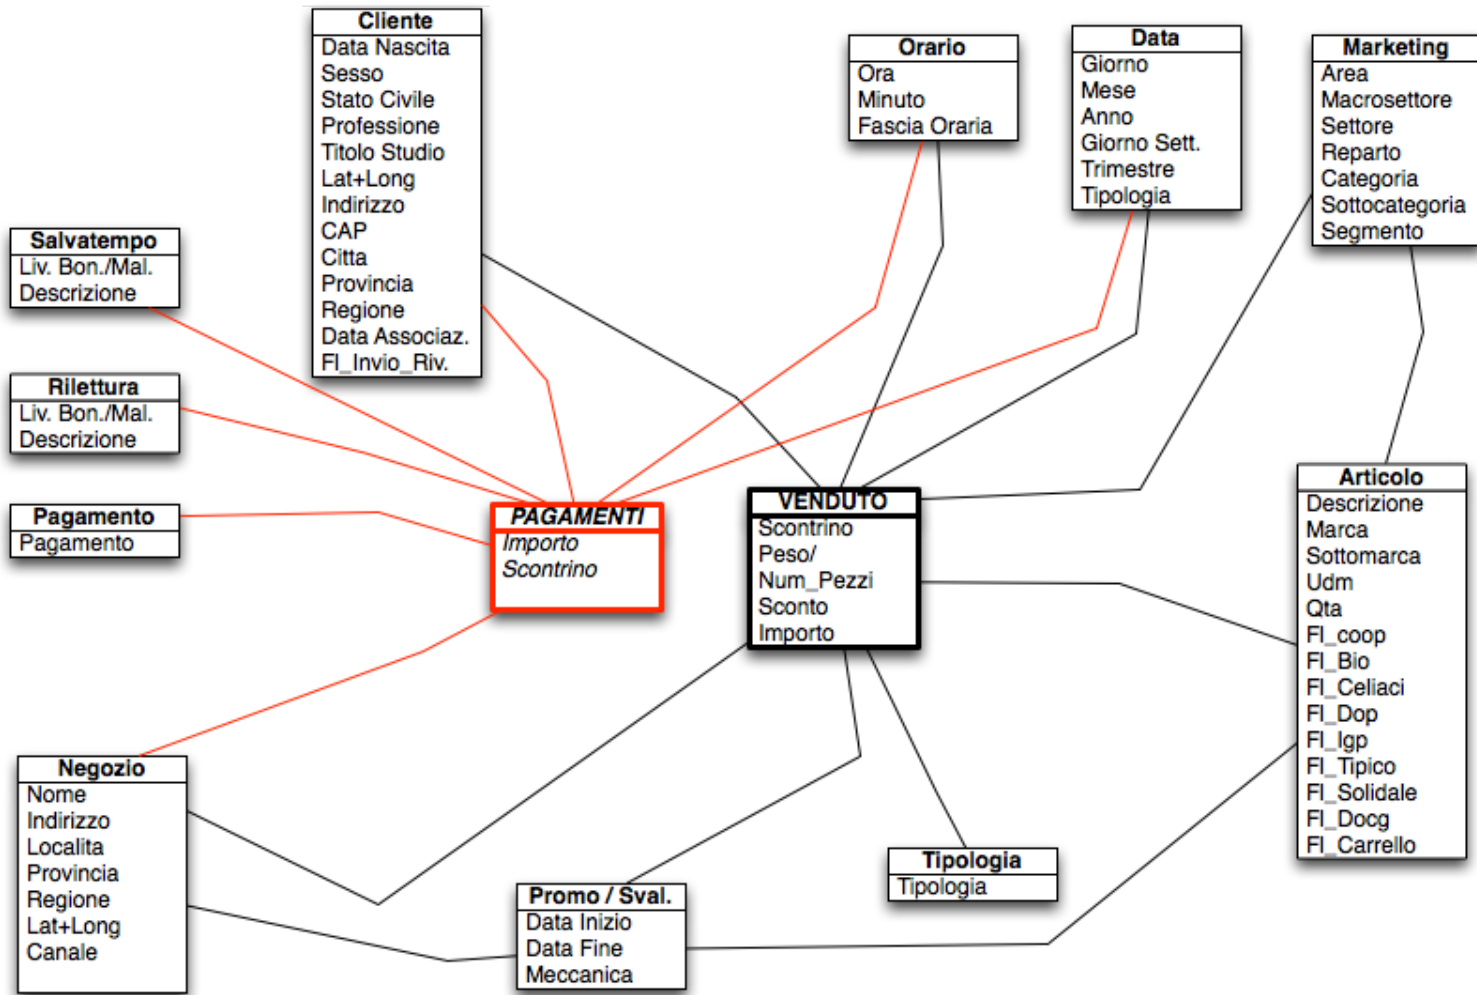 Cliente
Data Nascita
Sesso
Stato Civile
Professione
Titolo Studio
Lat+Long
Indirizzo
CAP
Citta
Provincia
Regione
Data Associaz.
Fl_Invio_Riv.
Orario
Ora
Minuto
Fascia Oraria
Data
Giorno
Mese
Anno
Giorno Sett.
Trimestre
Tipologia
Marketing
Area
Macrosettore
Settore
Reparto
Categoria
Sottocategoria
Segmento
Salvatempo
Liv. Bon./Mal.
Descrizione
Rilettura
Liv. Bon./Mal.
Descrizione
Pagamento
Pagamento
PAGAMENTI
Importo
Scontrino
VENDUTO
Scontrino
Peso/
Num_Pezzi
Sconto
Importo
Articolo
Descrizione
Marca
Sottomarca
Udm
Qta
Fl_coop
Fl_Bio
Fl_Celiaci
Fl_Dop
Fl_Igp
Fl_Tipico
Fl_Solidale
Fl_Docg
Fl_Carrello
Negozio
Nome
Indirizzo
Localita
Provincia
Regione
Lat+Long
Canale
Promo / Sval.
Data Inizio
Data Fine
Meccanica
Tipologia
Tipologia